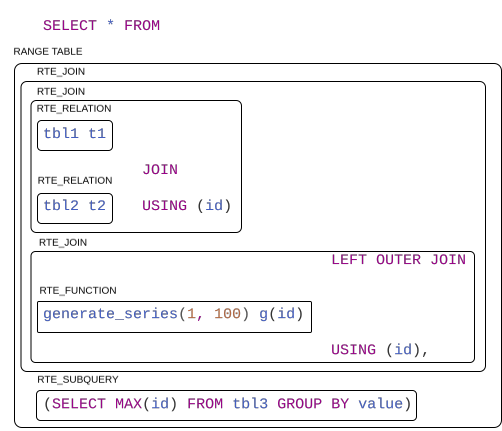 SELECT * FROM
RANGE TABLE
RTE_JOIN
RTE_JOIN
RTE_RELATION
tbl1 t1
JOIN
RTE_RELATION
tbl2 t2 USING (id)
RTE_JOIN
LEFT OUTER JOIN
RTE_FUNCTION
generate_series(1, 100) g(id)
USING (id),
RTE_SUBQUERY
(SELECT MAX(id) FROM tbl3 GROUP BY value)